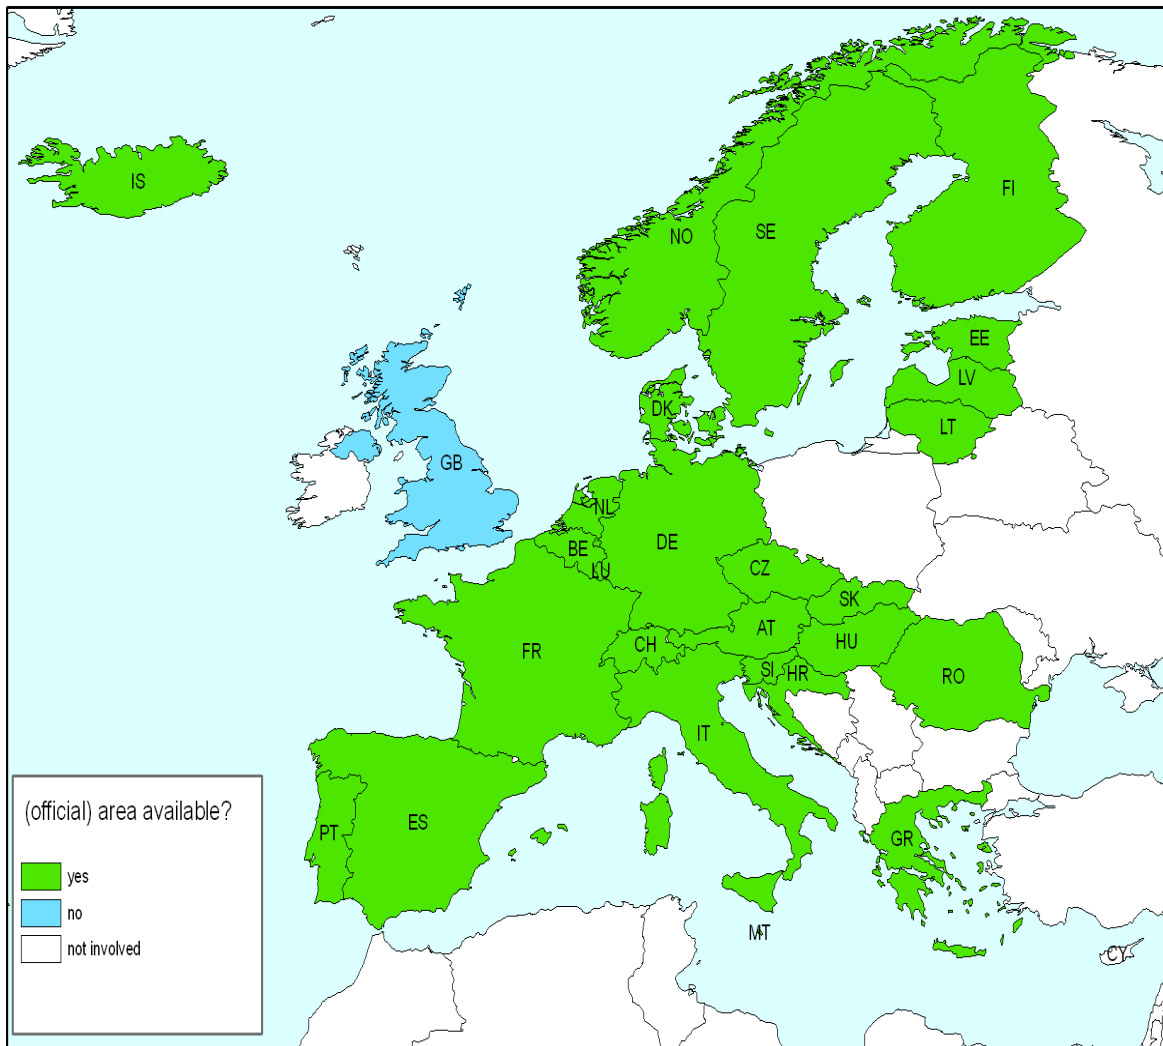 IS
FI
NO
SE
EE
LV
DK
LT
GB
NL
DE
BE
LU
CZ
SK
AT
HU
CH
FR
SI
HR
RO
IT
(official) area available?
PT
ES
GR
yes
no
MT
not involved
CY